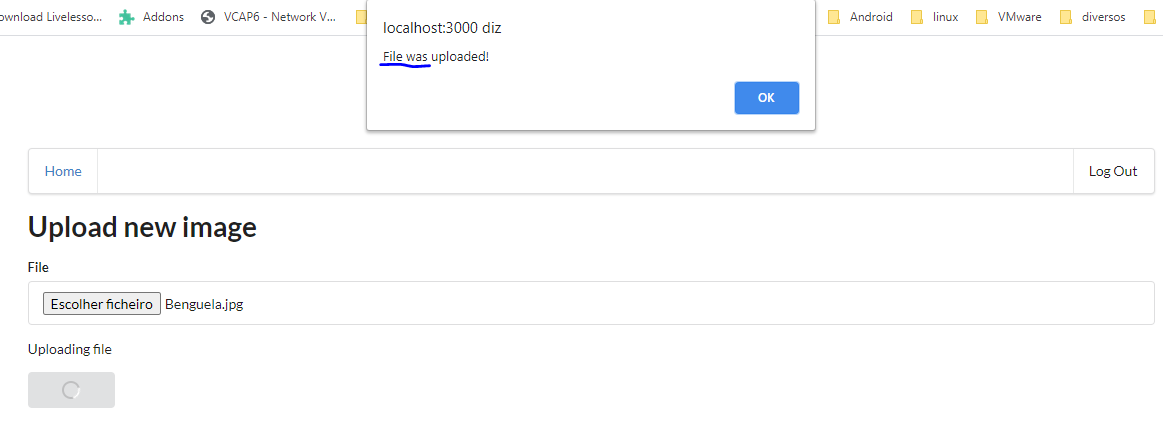 ownload Livelesso... Addons VCAP6 - Network V... Android linux VMware diversos
localhost:3000 diz
File was uploaded!
OK
Home Log Out
Upload new image
File
Escolher ficheiro Benguela.jpg
Uploading file